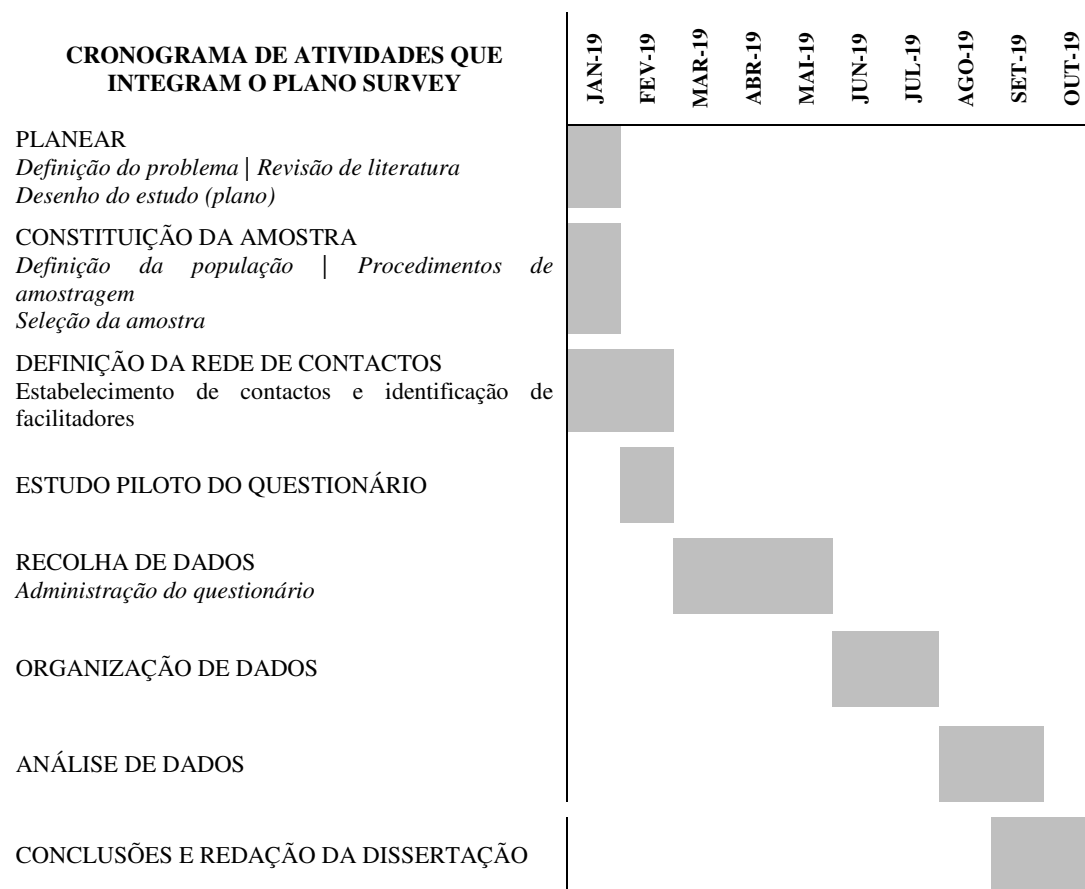 CRONOGRAMA DE ATIVIDADES QUE
INTEGRAM O PLANO SURVEY
JAN-19
FEV-19
MAR-19
ABR-19
MAI-19
JUN-19
JUL-19
AGO-19
SET-19
OUT-19
PLANEAR
Definição do problema | Revisão de literatura
Desenho do estudo (plano)
CONSTITUIÇÃO DA AMOSTRA
Definição da população | Procedimentos de
amostragem
Seleção da amostra
DEFINIÇÃO DA REDE DE CONTACTOS
Estabelecimento de contactos e identificação de
facilitadores
ESTUDO PILOTO DO QUESTIONÁRIO
RECOLHA DE DADOS
Administração do questionário
ORGANIZAÇÃO DE DADOS
ANÁLISE DE DADOS
CONCLUSÕES E REDAÇÃO DA DISSERTAÇÃO